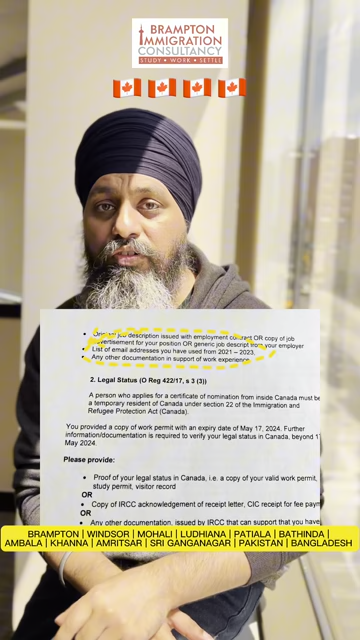 BRAMPTON
IMMIGRATION
CONSULTANCY
STUDY • WORK • SETTLE
job description issued with employment contract OR copy of job
advertisement for your position OR generic job descript from your employer
• List of email addresses you have used from 2021 – 2023.
• Any other documentation in support of work experience.
2. Legal Status (O Reg 422/17, s 3 (3))
A person who applies for a certificate of nomination from inside Canada must be
a temporary resident of Canada under section 22 of the Immigration and
Refugee Protection Act (Canada).
You provided a copy of work permit with an expiry date of May 17, 2024. Further
information/documentation is required to verify your legal status in Canada, beyond 1
May 2024.
Please provide:
• Proof of your legal status in Canada, i.e. a copy of your valid work permit,
study permit, visitor record
OR
• Copy of IRCC acknowledgement of receipt letter, CIC receipt for fee paym
OR
• Any other documentation, issued by IRCC that can support that you have
BRAMPTON | WINDSOR | MOHALI | LUDHIANA | PATIALA | BATHINDA |
AMBALA | KHANNA | AMRITSAR | SRI GANGANAGAR | PAKISTAN | BANGLADESH